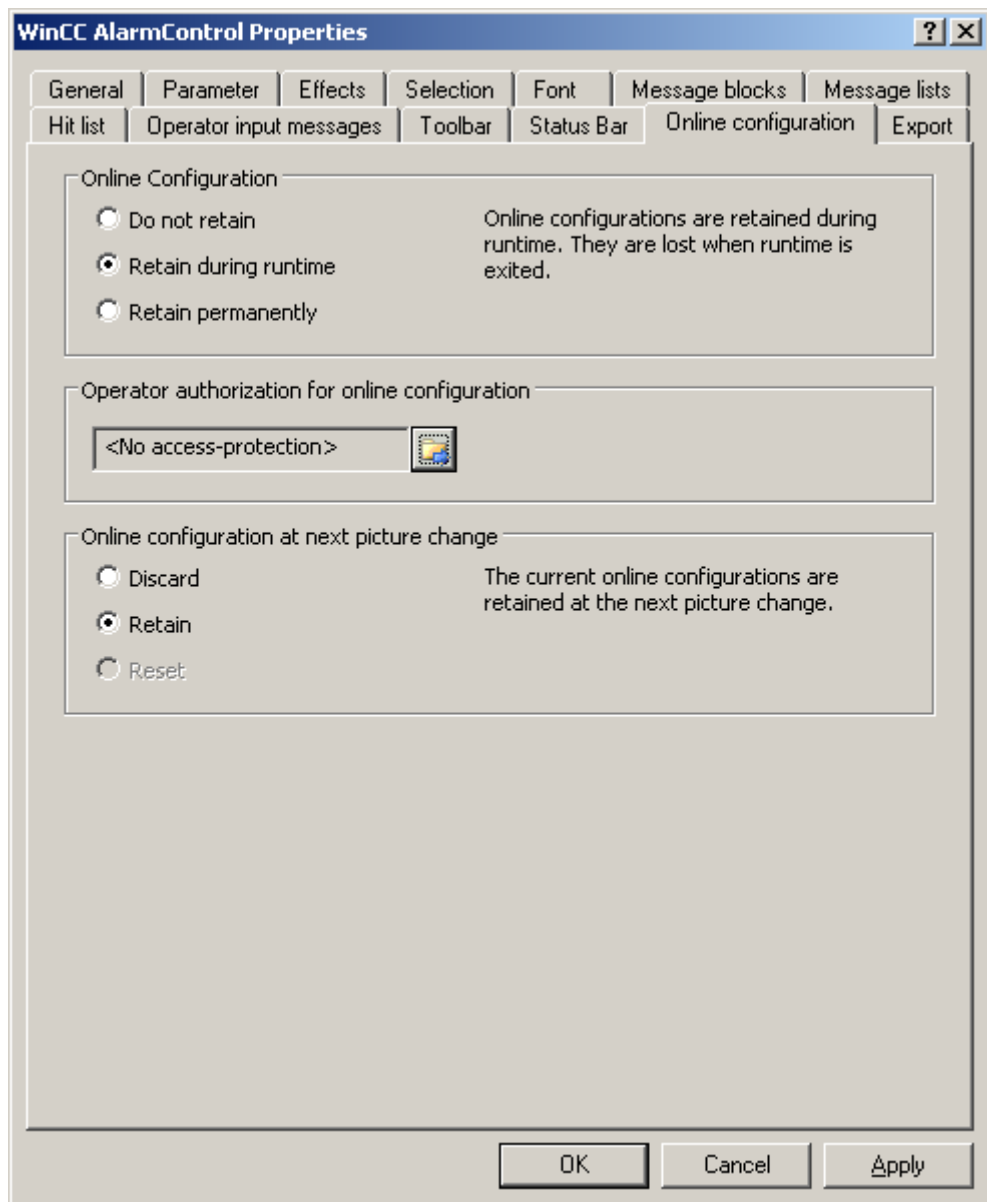 WinCC AlarmControl Properties
General Parameter Effects Selection Font Message blocks Message lists
Hit list Operator input messages Toolbar Status Bar Online configuration Export
Online Configuration
Do not retain
Retain during runtime
Retain permanently
Online configurations are retained during
runtime. They are lost when runtime is
exited.
Operator authorization for online configuration
<No access-protection>
Online configuration at next picture change
Discard
Retain
Reset
The current online configurations are
retained at the next picture change.
OK Cancel Apply